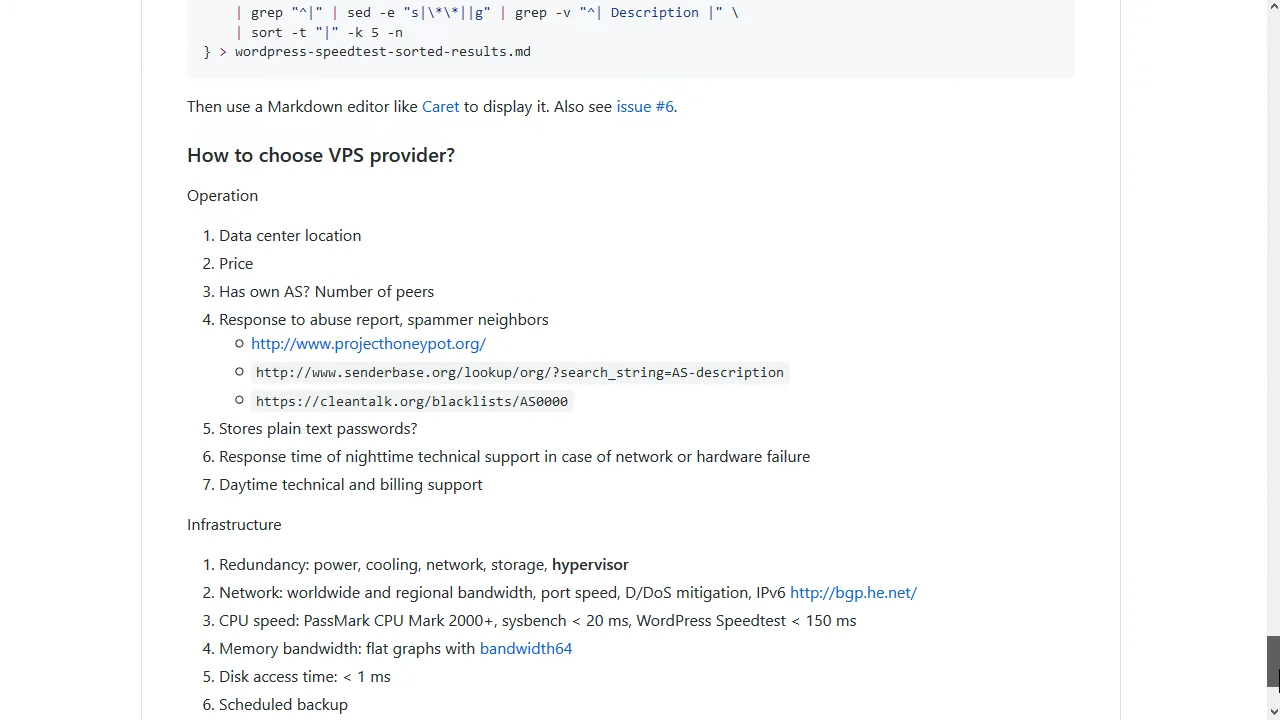 | grep "^|" | sed -e "s|\*\*||g" | grep -v "^| Description |" \
| sort -t "|" -k 5 -n
} > wordpress-speedtest-sorted-results.md
Then use a Markdown editor like Caret to display it. Also see issue #6.
How to choose VPS provider?
Operation
1. Data center location
2. Price
3. Has own AS? Number of peers
4. Response to abuse report, spammer neighbors
http://www.projecthoneypot.org/
http://www.senderbase.org/lookup/org/?search_string=AS-description
https://cleantalk.org/blacklists/AS0000
5. Stores plain text passwords?
6. Response time of nighttime technical support in case of network or hardware failure
7. Daytime technical and billing support
Infrastructure
1. Redundancy: power, cooling, network, storage, hypervisor
2. Network: worldwide and regional bandwidth, port speed, D/DoS mitigation, IPv6 http://bgp.he.net/
3. CPU speed: PassMark CPU Mark 2000+, sysbench < 20 ms, WordPress Speedtest < 150 ms
4. Memory bandwidth: flat graphs with bandwidth64
5. Disk access time: < 1 ms
6. Scheduled backup